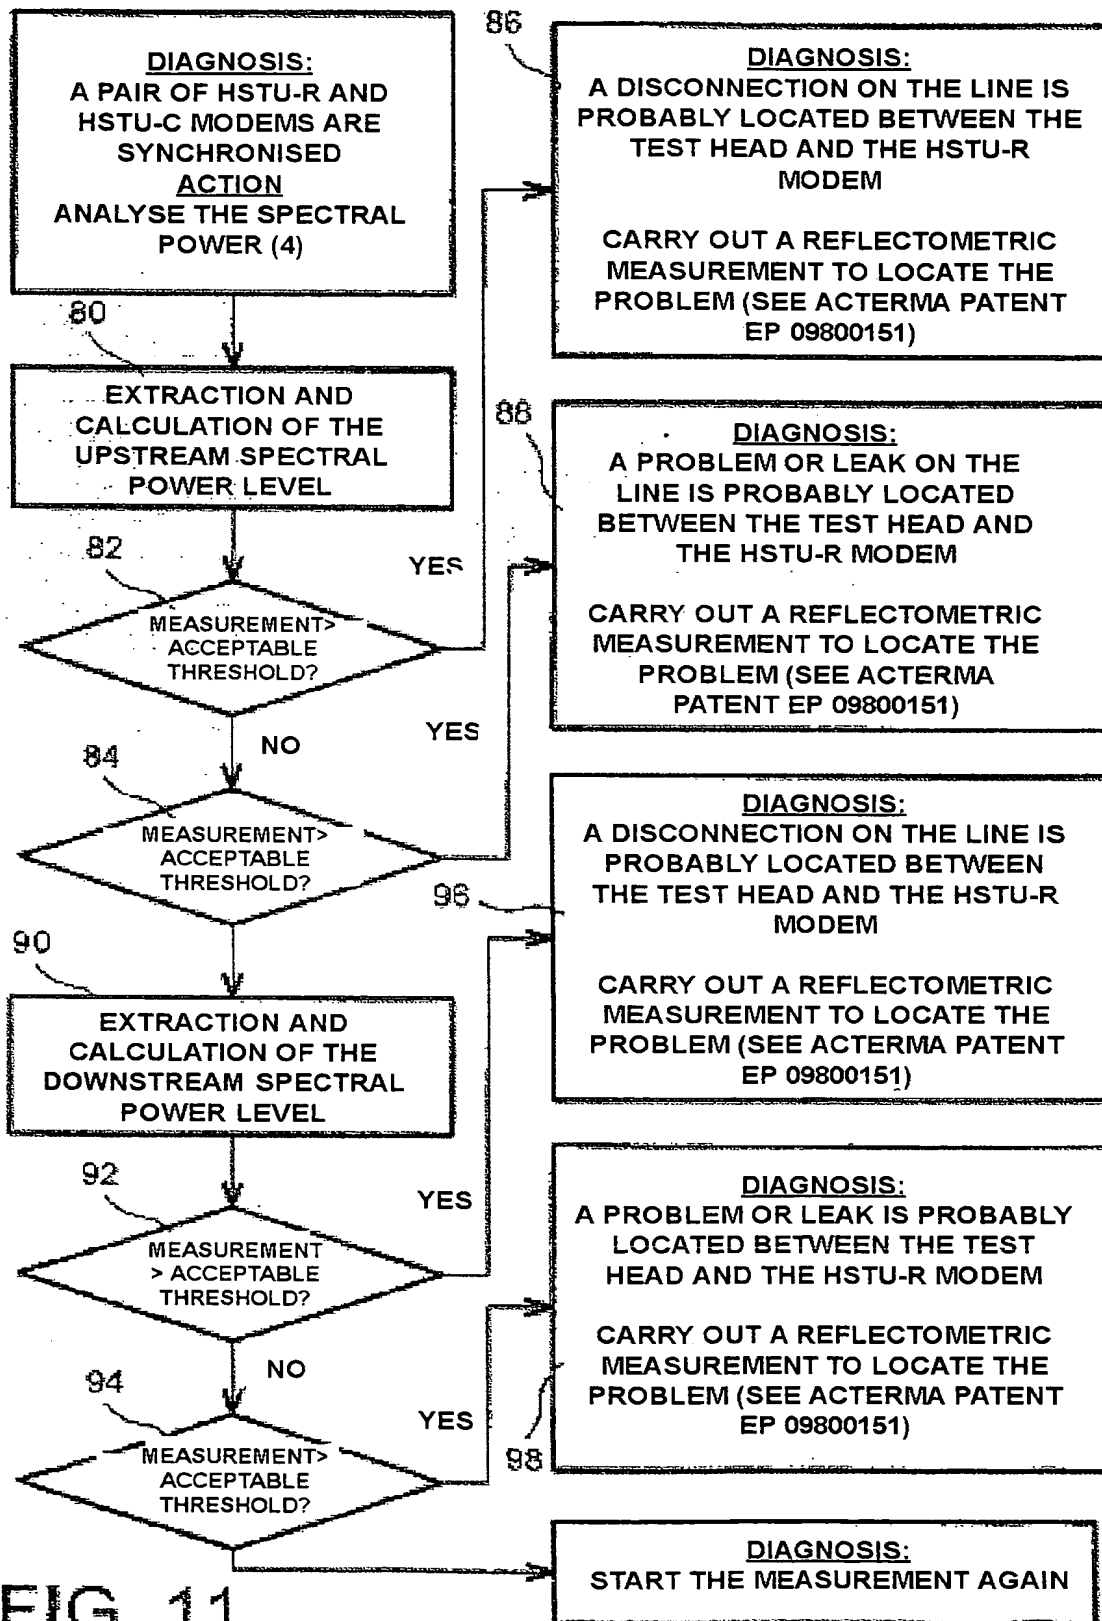 DIAGNOSIS:
A PAIR OF HSTU-R AND
HSTU-C MODEMS ARE
SYNCHRONISED
ACTION
ANALYSE THE SPECTRAL
POWER (4)
80
EXTRACTION AND
CALCULATION OF THE
UPSTREAM SPECTRAL
POWER LEVEL
82
YES
MEASUREMENT>
ACCEPTABLE
THRESHOLD?
NO
YES
84
MEASUREMENT>
ACCEPTABLE
THRESHOLD?
90
EXTRACTION AND
CALCULATION OF THE
DOWNSTREAM SPECTRAL
POWER LEVEL
92
YES
MEASUREMENT
> ACCEPTABLE
THRESHOLD?
NO
94
YES
MEASUREMENT>
ACCEPTABLE
THRESHOLD?
86
DIAGNOSIS:
A DISCONNECTION ON THE LINE IS
PROBABLY LOCATED BETWEEN THE
TEST HEAD AND THE HSTU-R
MODEM
CARRY OUT A REFLECTOMETRIC
MEASUREMENT TO LOCATE THE
PROBLEM (SEE ACTERMA PATENT
EP 09800151)
88
DIAGNOSIS:
A PROBLEM OR LEAK ON THE
LINE IS PROBABLY LOCATED
BETWEEN THE TEST HEAD AND
THE HSTU-R MODEM
CARRY OUT A REFLECTOMETRIC
MEASUREMENT TO LOCATE THE
PROBLEM (SEE ACTERMA
PATENT EP 09800151)
96
DIAGNOSIS:
A DISCONNECTION ON THE LINE IS
PROBABLY LOCATED BETWEEN
THE TEST HEAD AND THE HSTU-R
MODEM
CARRY OUT A REFLECTOMETRIC
MEASUREMENT TO LOCATE THE
PROBLEM (SEE ACTERMA PATENT
EP 09800151)
98
DIAGNOSIS:
A PROBLEM OR LEAK IS PROBABLY
LOCATED BETWEEN THE TEST
HEAD AND THE HSTU-R MODEM
CARRY OUT A REFLECTOMETRIC
MEASUREMENT TO LOCATE THE
PROBLEM (SEE ACTERMA PATENT
EP 09800151)
DIAGNOSIS:
START THE MEASUREMENT AGAIN
FIG. 11